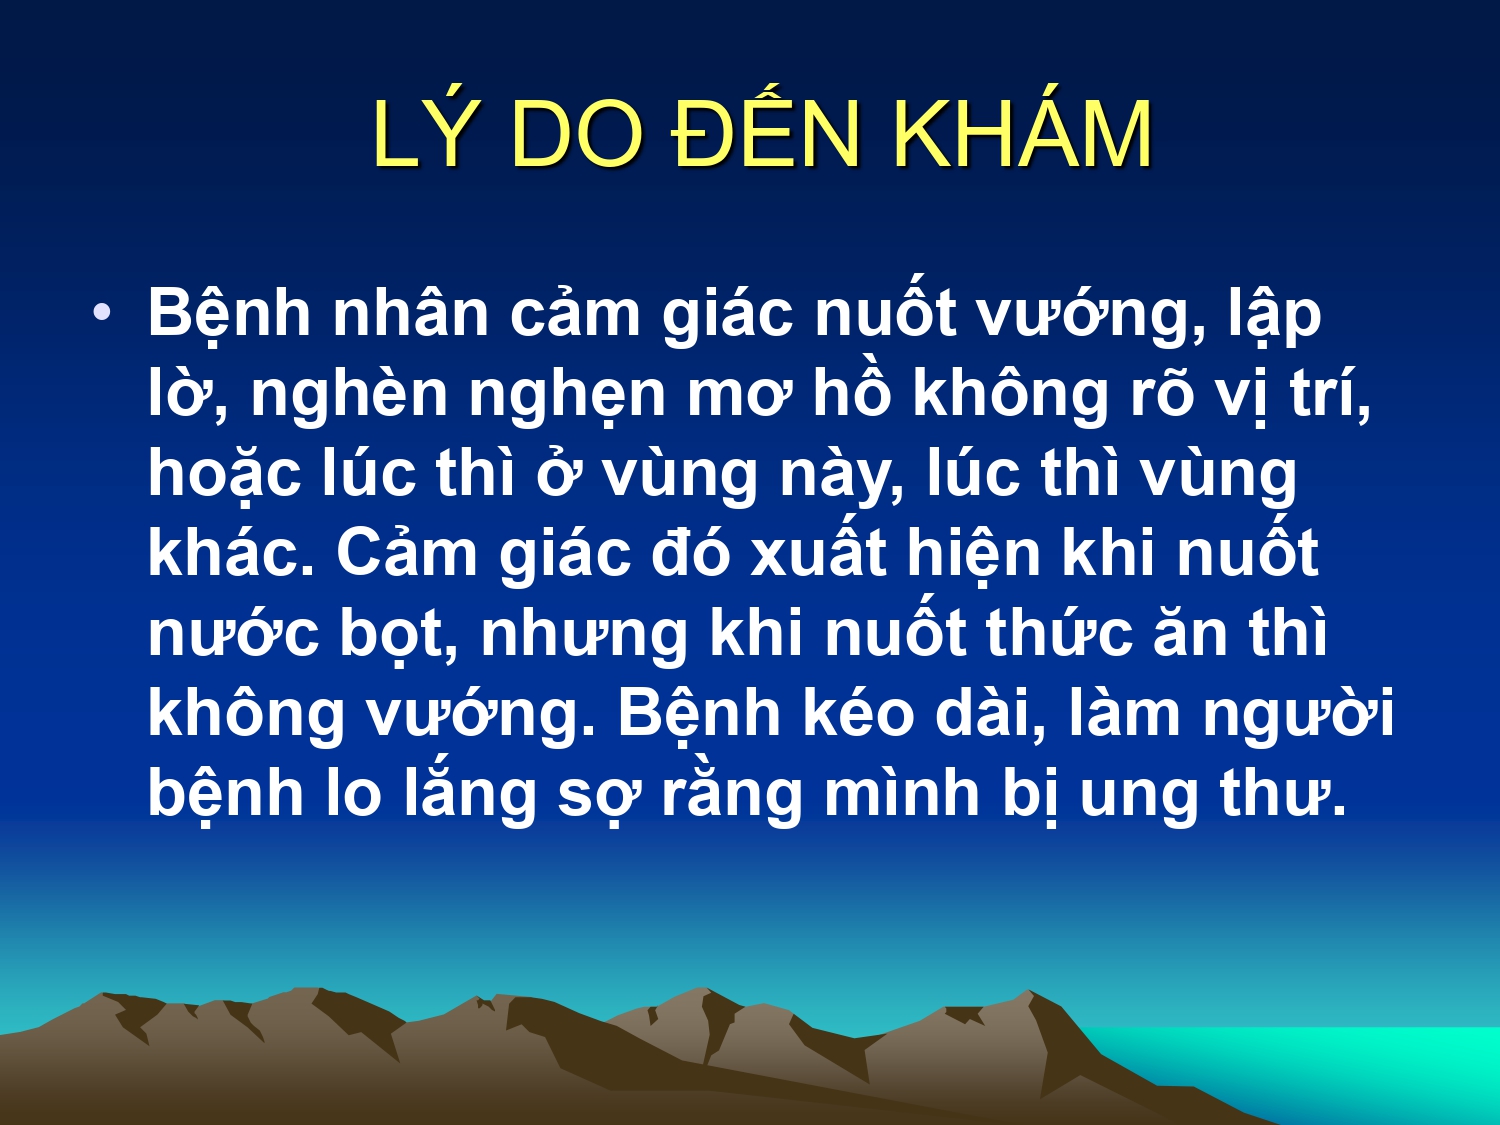 LÝ DO ĐẾN KHÁM
• Bệnh nhân cảm giác nuốt vướng, lập
lờ, nghèn nghẹn mơ hồ không rõ vị trí,
hoặc lúc thì ở vùng này, lúc thì vùng
khác. Cảm giác đó xuất hiện khi nuốt
nước bọt, nhưng khi nuốt thức ăn thì
không vướng. Bệnh kéo dài, làm người
bệnh lo lắng sợ rằng mình bị ung thư.